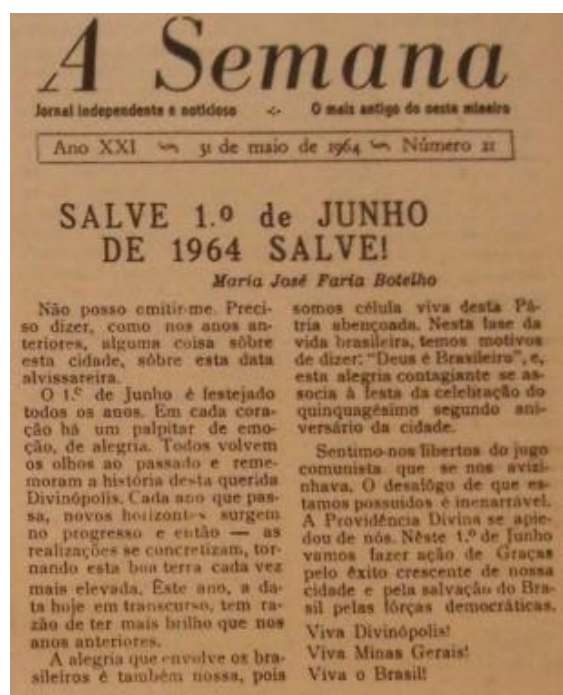 A Semana
Jornal independente e noticioso -:- O mais antigo do oeste mineiro
Ano XXI 31 de maio de 1964 Número 21
SALVE 1.º de JUNHO
DE 1964 SALVE!
Maria José Faria Botelho
Não posso omitir-me. Preci-
so dizer, como nos anos an-
teriores, alguma coisa sôbre
esta cidade, sôbre esta data
alvissareira.
O 1.º de Junho é festejado
todos os anos. Em cada cora-
ção há um palpitar de emo-
ção, de alegria. Todos volvem
os olhos ao passado e reme-
moram a história desta querida
Divinópolis. Cada ano que pas-
sa, novos horizontes surgem
no progresso e então — as
realizações se concretizam, tor-
nando esta boa terra cada vez
mais elevada. Êste ano, a da-
ta hoje em transcurso, tem ra-
zão de ter mais brilho que nos
anos anteriores.
A alegria que envolve os bra-
sileiros é também nossa, pois
somos célula viva desta Pá-
tria abençoada. Nesta fase da
vida brasileira, temos motivos
de dizer: "Deus é Brasileiro", e,
esta alegria contagiante se as-
socia à festa da celebração do
quinquagésimo segundo ani-
versário da cidade.
Sentimo-nos libertos do jugo
comunista que se nos avizi-
nhava. O desafôgo de que es-
tamos possuidos é inenarrável.
A Providência Divina se apie-
dou de nós. Nêste 1.º de Junho
vamos fazer ação de Graças
pelo êxito crescente de nossa
cidade e pela salvação do Bra-
sil pelas fôrças democráticas.
Viva Divinópolis!
Viva Minas Gerais!
Viva o Brasil!